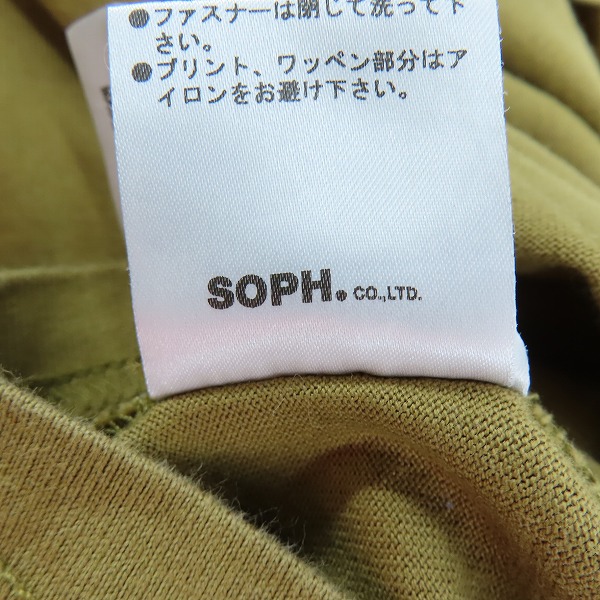 ●ファスナーは閉じて洗って下
さい。
●プリント、ワッペン部分はア
イロンをお避け下さい。
SOPH. CO.,LTD.